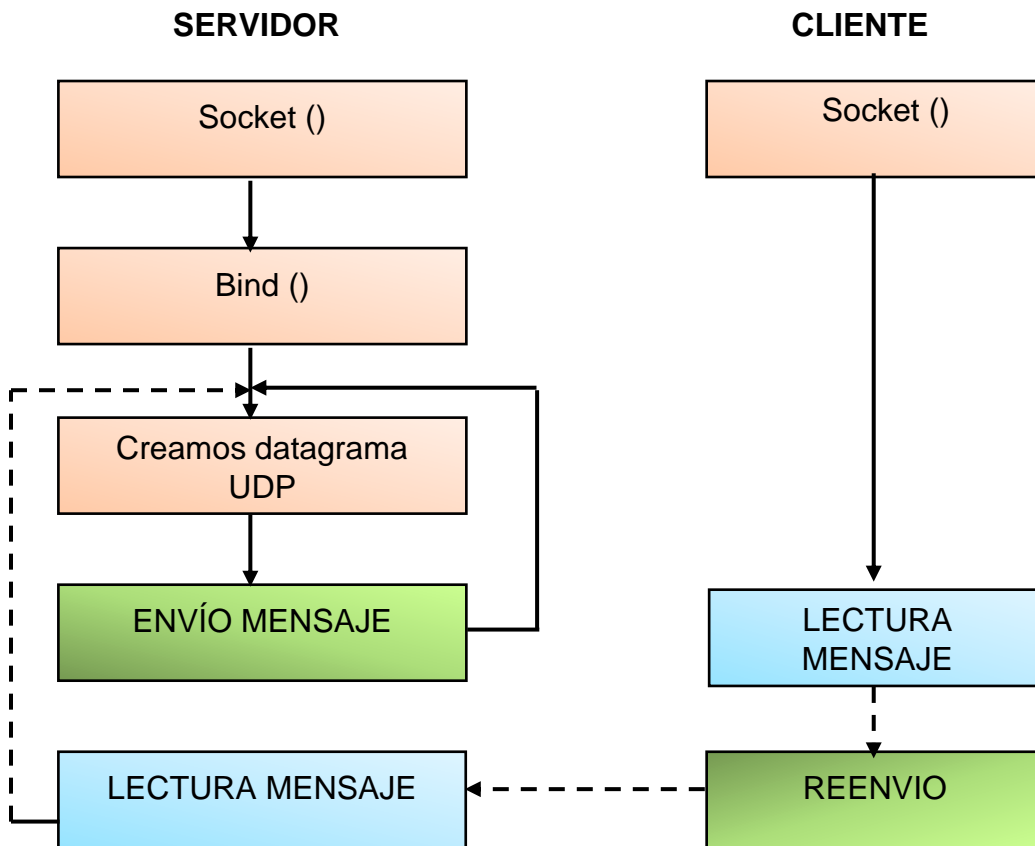 SERVIDOR
CLIENTE
Socket ()
Socket ()
Bind ()
Creamos datagrama
UDP
ENVÍO MENSAJE
LECTURA
MENSAJE
LECTURA MENSAJE
REENVIO